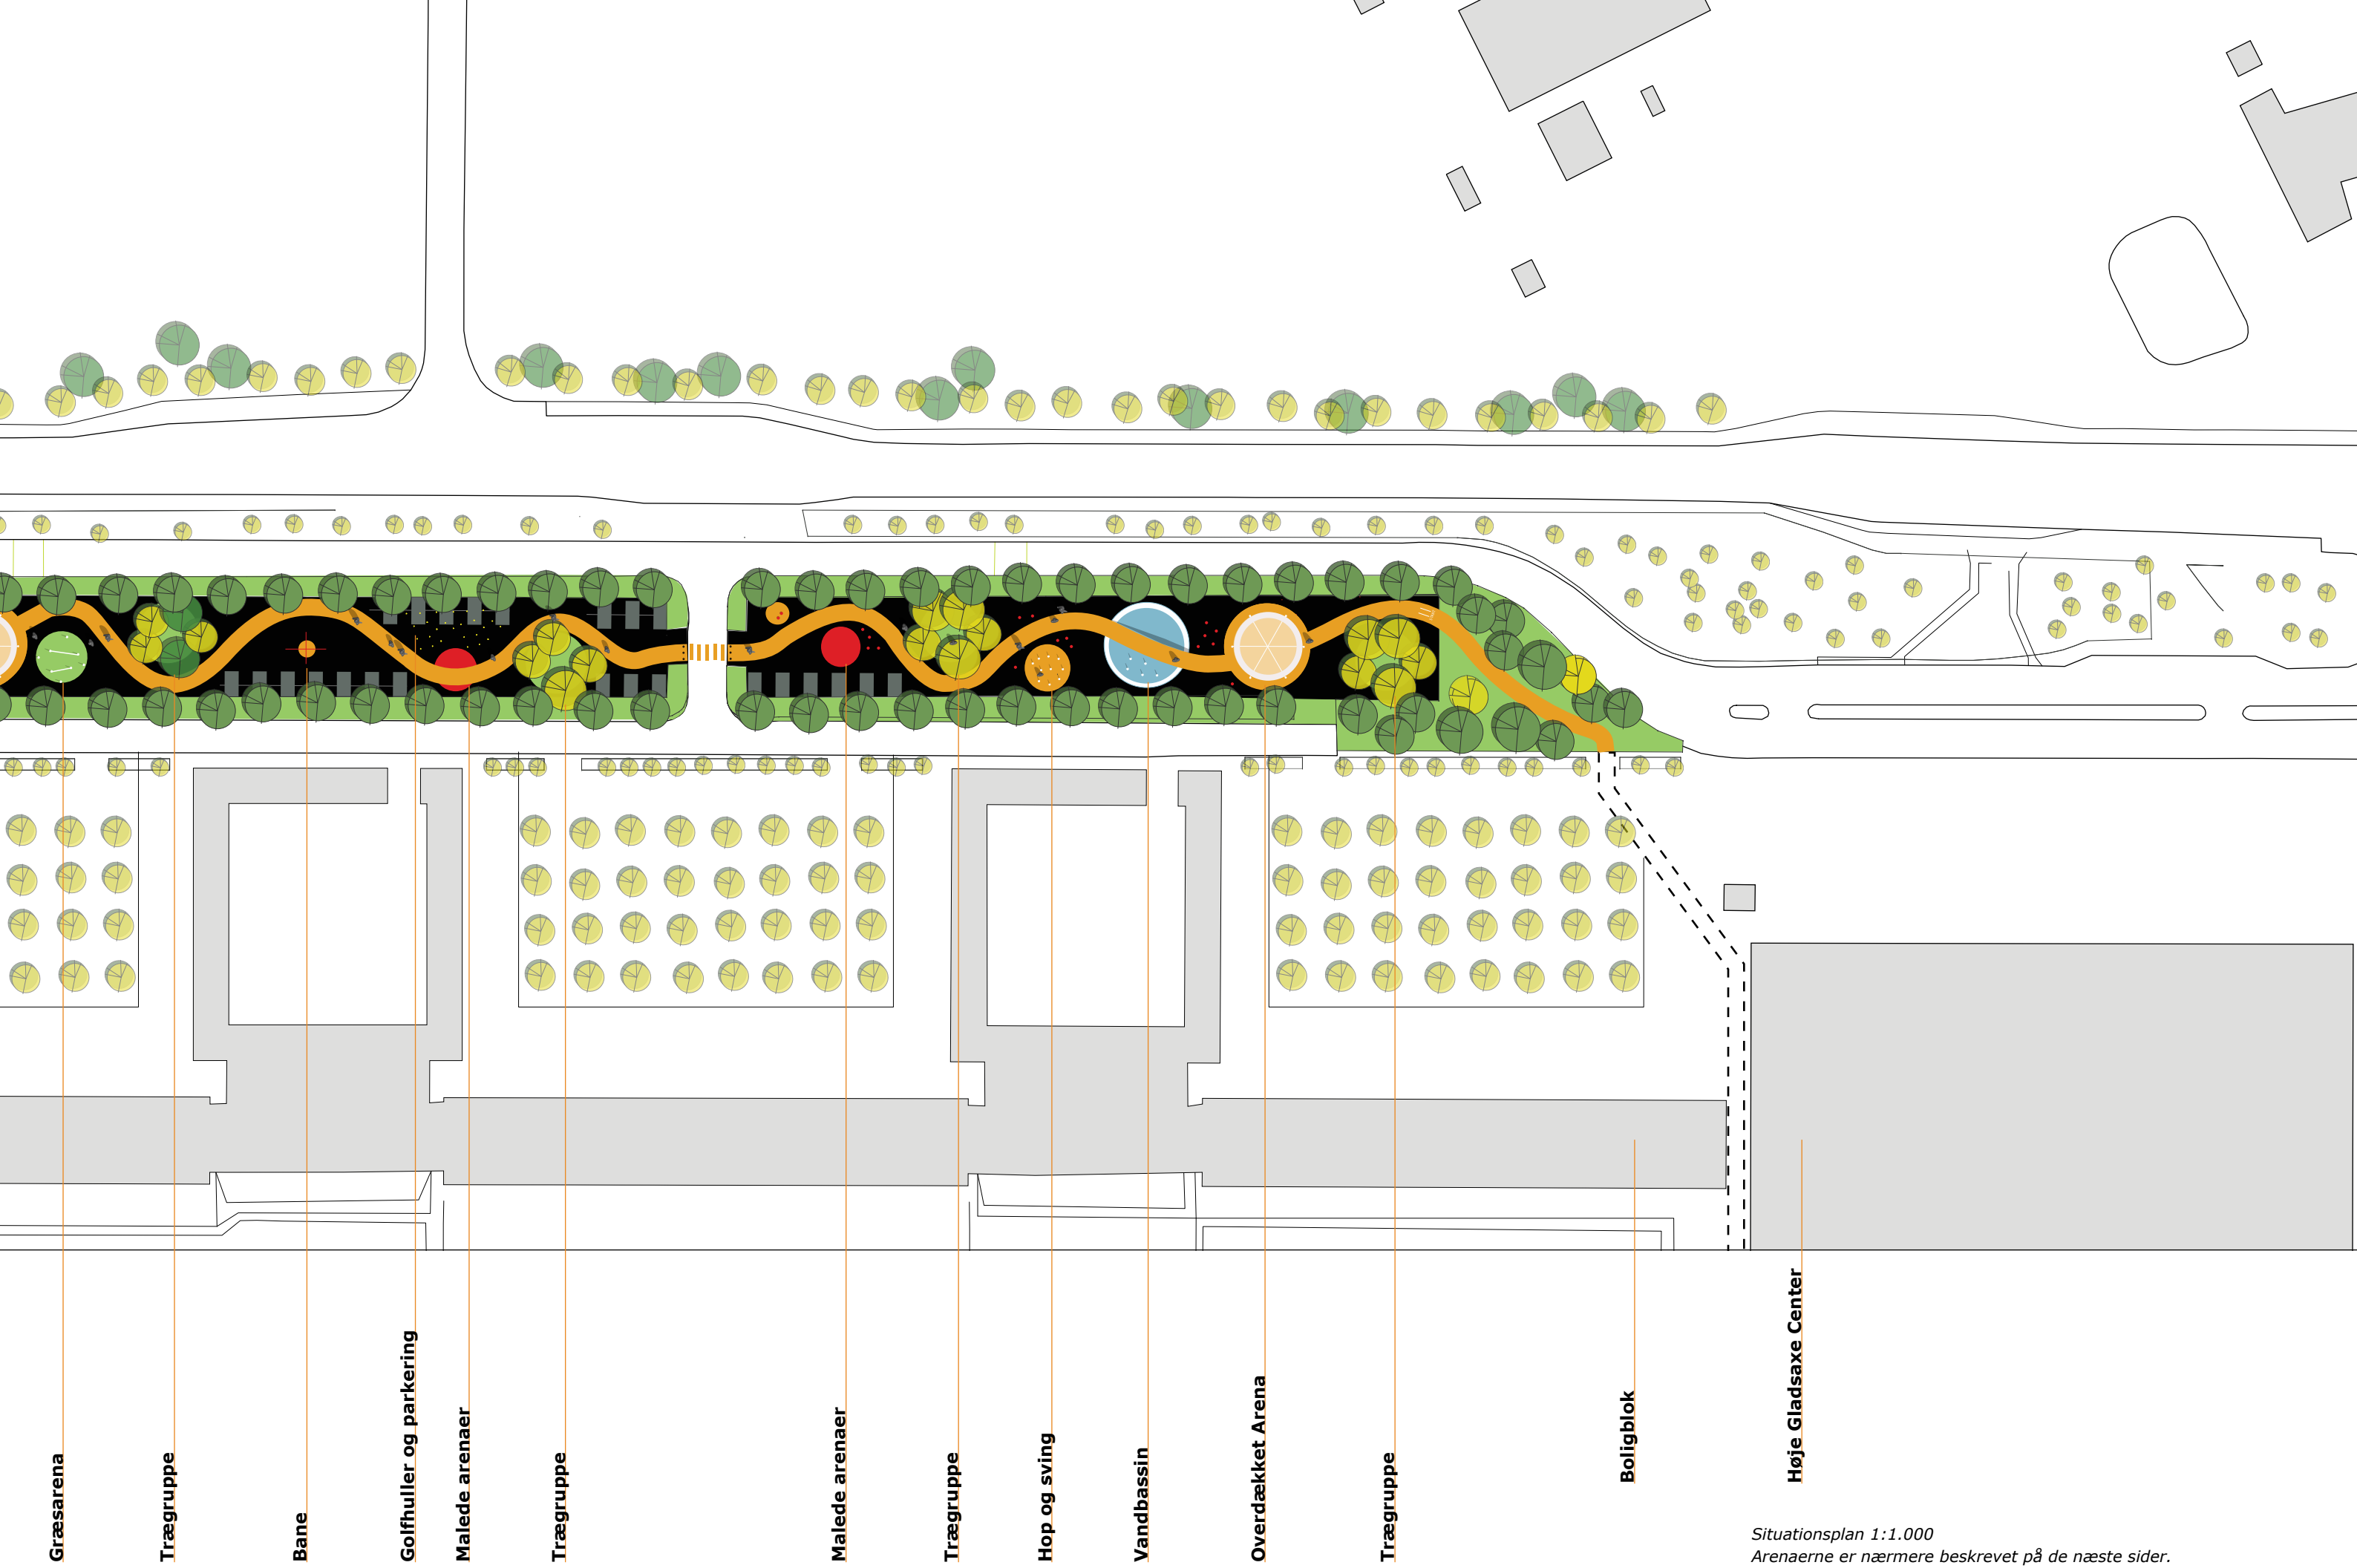 Græsarena
Trægruppe
Bane
Golfhuller og parkering
Malede arenaer
Trægruppe
Malede arenaer
Trægruppe
Hop og sving
Vandbassin
Overdækket Arena
Trægruppe
Boligblok
Høje Gladsaxe Center
Situationsplan 1:1.000
Arenaerne er nærmere beskrevet på de næste sider.